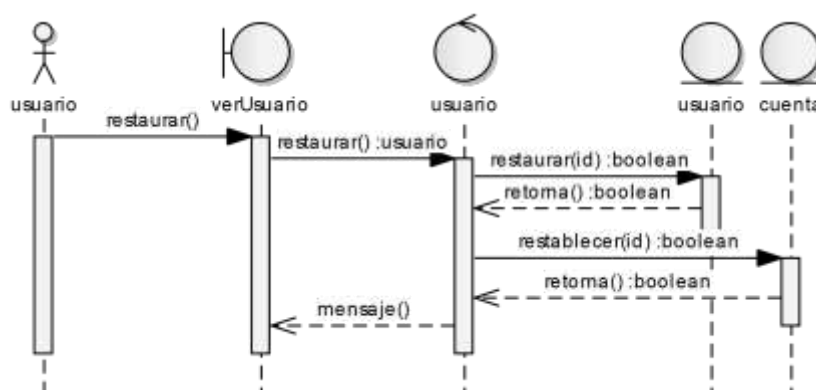 usuario
verUsuario
usuario
usuario
cuenta
restaurar()
restaurar() :usuario
restaurar(id) :boolean
retorna() :boolean
restablecer(id) :boolean
retorna() :boolean
mensaje()